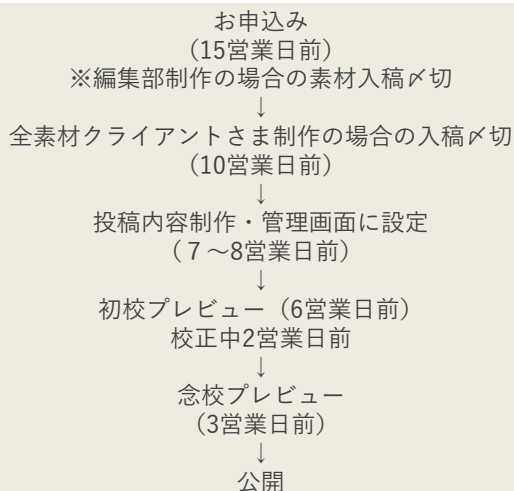 お申込み
(15営業日前)
※編集部制作の場合の素材入稿〆切
↓
全素材クライアントさま制作の場合の入稿〆切
(10営業日前)
↓
投稿内容制作・管理画面に設定
(７～8営業日前)
↓
初校プレビュー（6営業日前）
校正中2営業日前
↓
念校プレビュー
(3営業日前)
↓
公開